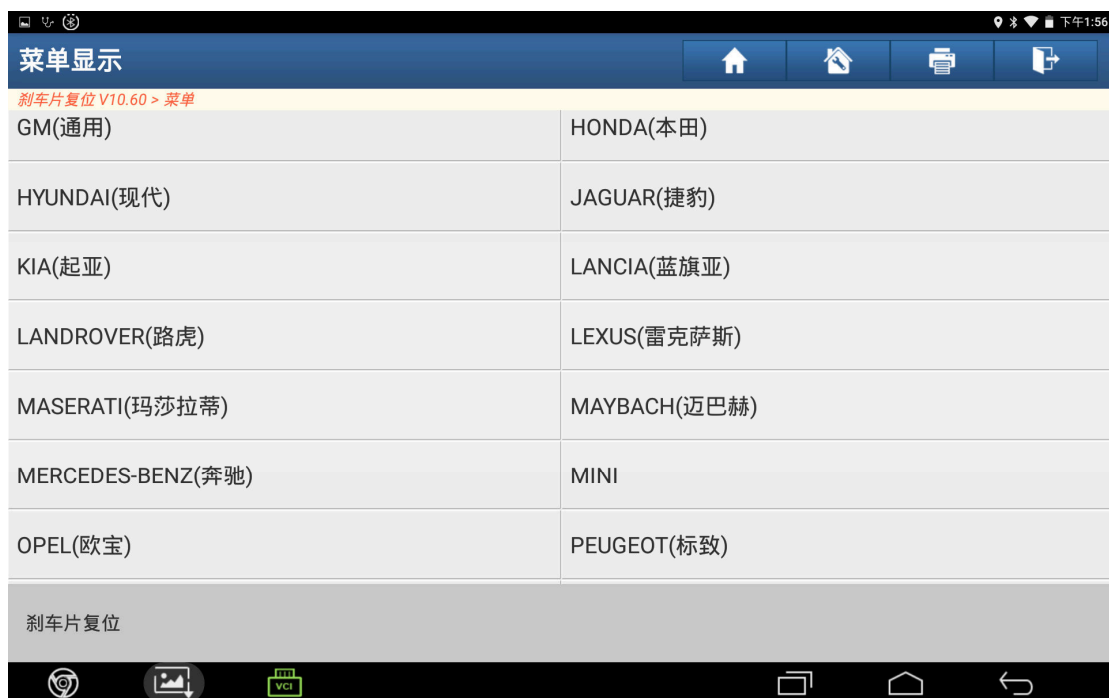 下午1:56
菜单显示
刹车片复位 V10.60 > 菜单
GM(通用)
HONDA(本田)
HYUNDAI(现代)
JAGUAR(捷豹)
KIA(起亚)
LANCIA(蓝旗亚)
LANDROVER(路虎)
LEXUS(雷克萨斯)
MASERATI(玛莎拉蒂)
MAYBACH(迈巴赫)
MERCEDES-BENZ(奔驰)
MINI
OPEL(欧宝)
PEUGEOT(标致)
刹车片复位
VCI